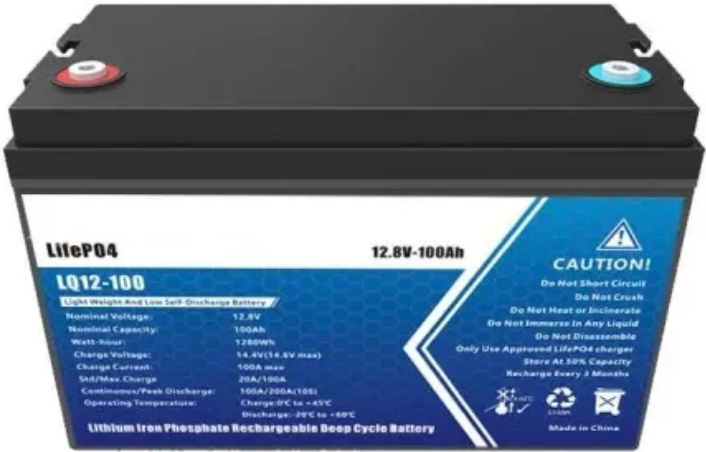 LifePO4
12.8V-100Ah
LQ12-100
Light Weight And Low Self-Discharge Battery
Nominal Voltage: 12.8V
Nominal Capacity: 100Ah
Watt-hour: 1280Wh
Charge Voltage: 14.4V(14.6V max)
Charge Current: 100A max
Std/Max.Charge 20A/100A
Continuous/Peak Discharge: 100A/200A(10S)
Operating Temperature: Charge:0℃ to +45℃
Discharge:-20℃ to +60℃
Lithium Iron Phosphate Rechargeable Deep Cycle Battery
CAUTION!
Do Not Short Circuit
Do Not Crush
Do Not Heat or Incinerate
Do Not Immerse In Any Liquid
Do Not Disassemble
Only Use Approved LifePO4 charger
Store At 50% Capacity
Recharge Every 3 Months
Li-ion
Made in China